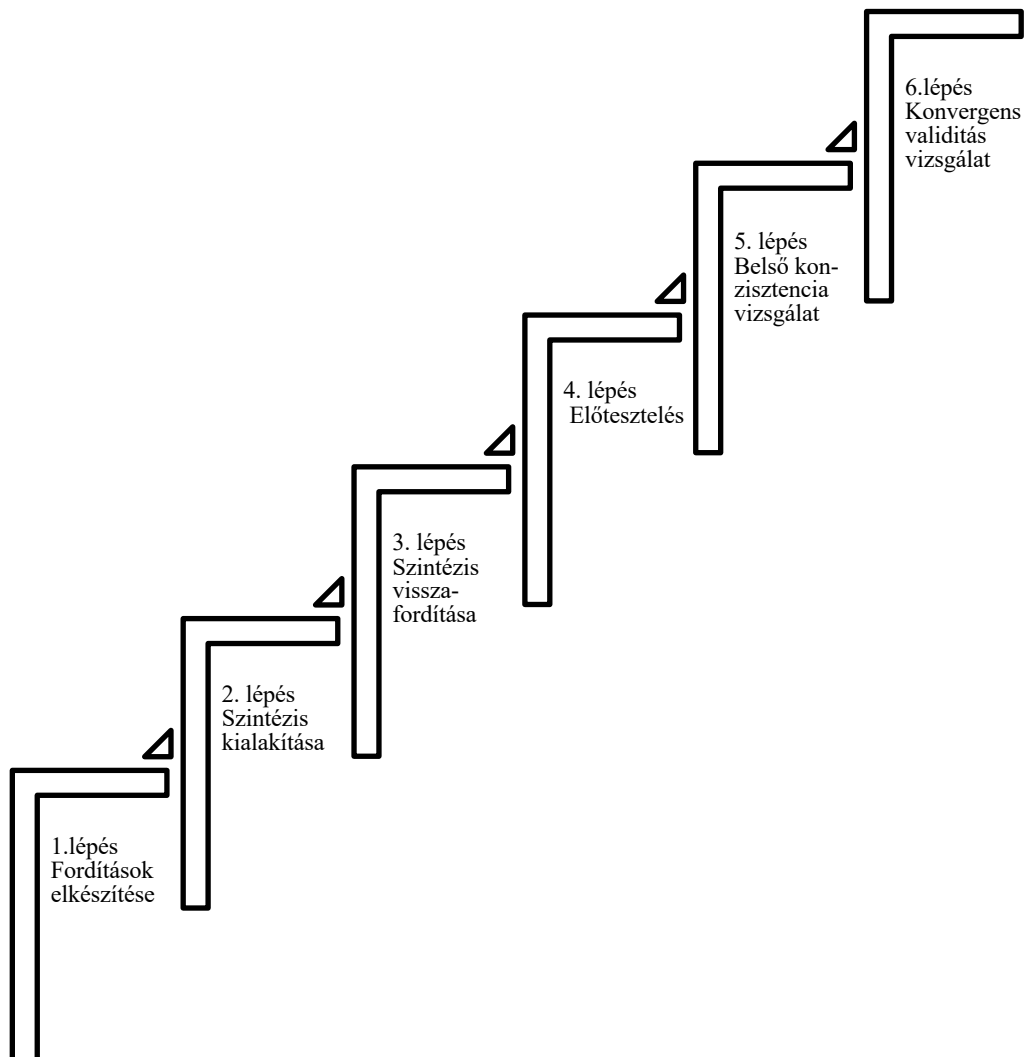 6.lépés
Konvergens
validitás
vizsgálat
5. lépés
Belső kon-
zisztencia
vizsgálat
4. lépés
Előtesztelés
3. lépés
Szintézis
vissza-
fordítása
2. lépés
Szintézis
kialakítása
1.lépés
Fordítások
elkészítése